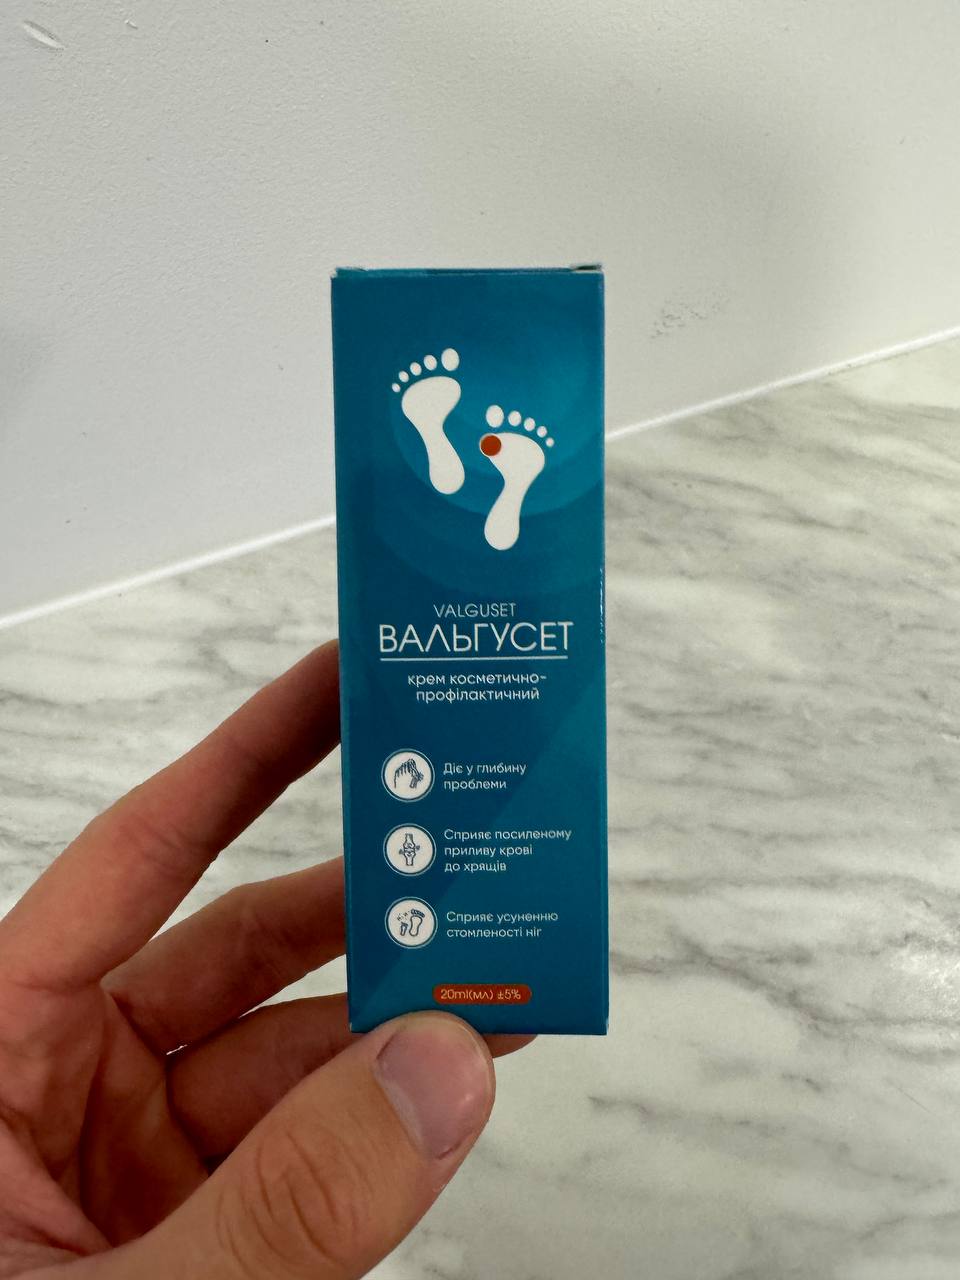 VALGUSET
ВАЛЬГУСЕТ
крем косметично-
профілактичний
Діє у глибину
проблеми
Сприяє посиленому
приливу крові
до хрящів
Сприяє усуненню
стомленості ніг
20ml(мл) ±5%